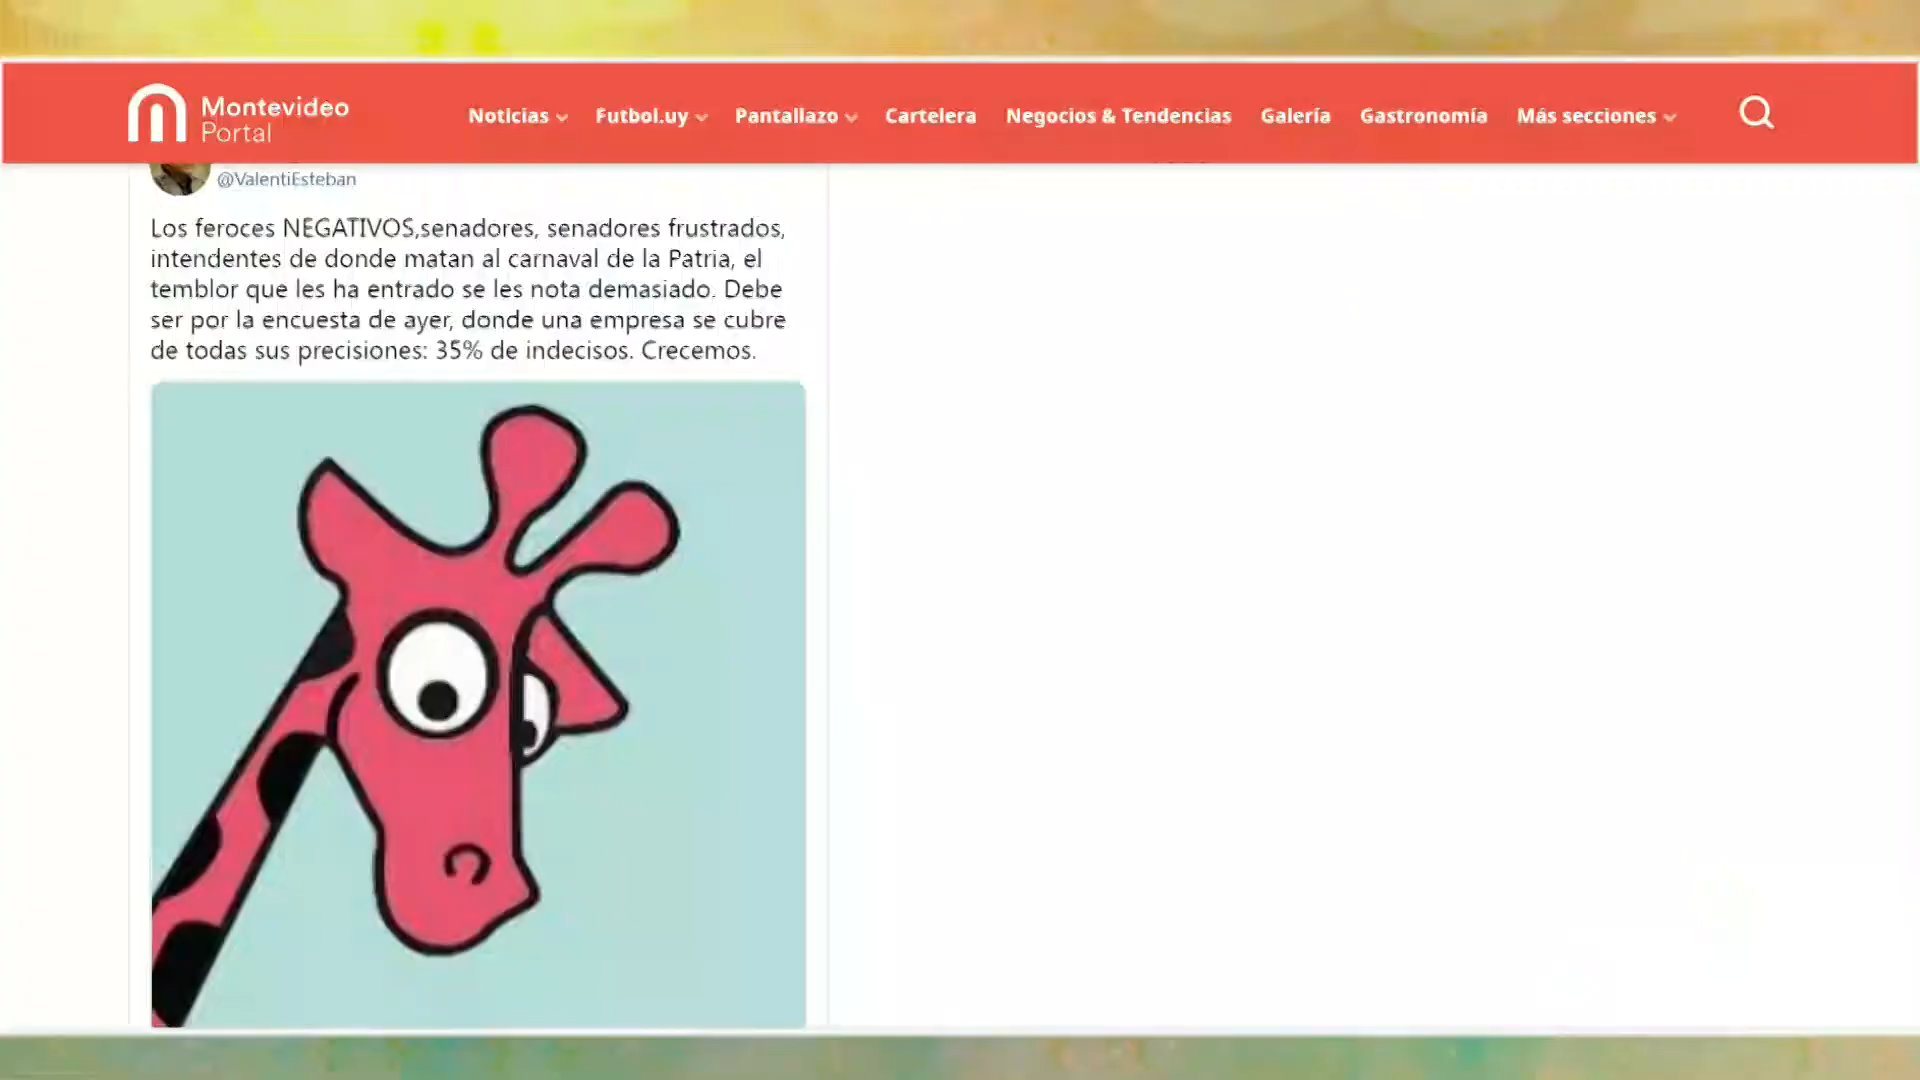 Montevideo
Portal
Noticias
Futbol.uy
Pantallazo
Cartelera
Negocios & Tendencias
Galería
Gastronomía
Más secciones
@ValentiEsteban
Los feroces NEGATIVOS,senadores, senadores frustrados,
intendentes de donde matan al carnaval de la Patria, el
temblor que les ha entrado se les nota demasiado. Debe
ser por la encuesta de ayer, donde una empresa se cubre
de todas sus precisiones: 35% de indecisos. Crecemos.